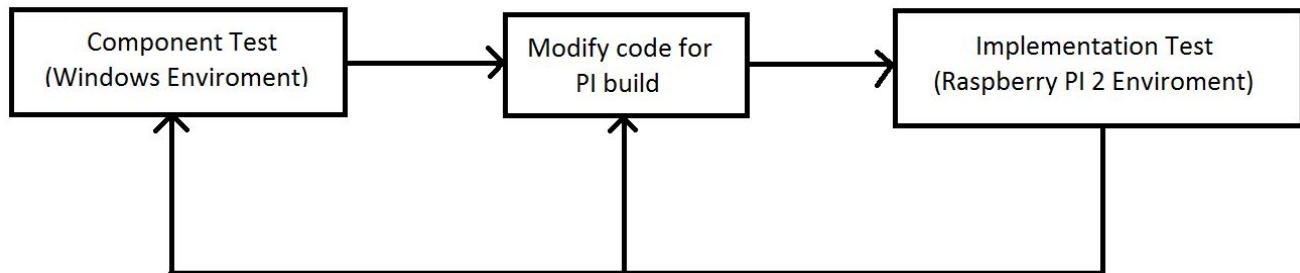 Component Test
(Windows Enviroment)
Modify code for
PI build
Implementation Test
(Raspberry PI 2 Enviroment)